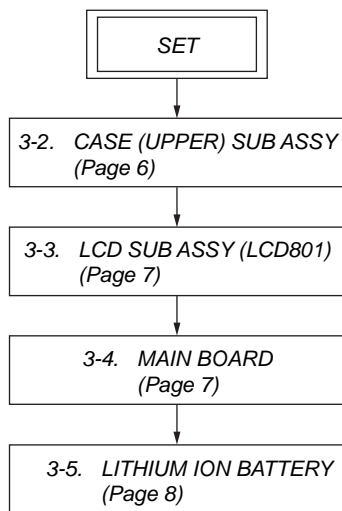 SET
3-2. CASE (UPPER) SUB ASSY
(Page 6)
3-3. LCD SUB ASSY (LCD801)
(Page 7)
3-4. MAIN BOARD
(Page 7)
3-5. LITHIUM ION BATTERY
(Page 8)